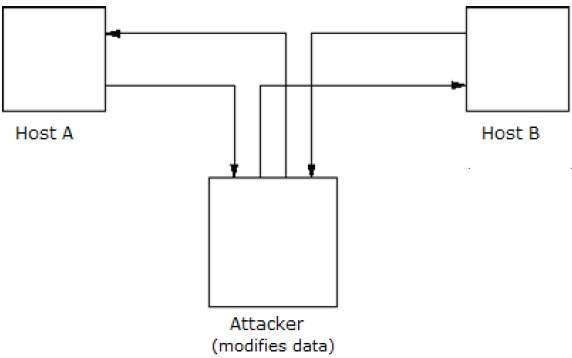 Host A
Host B
Attacker
(modifies data)